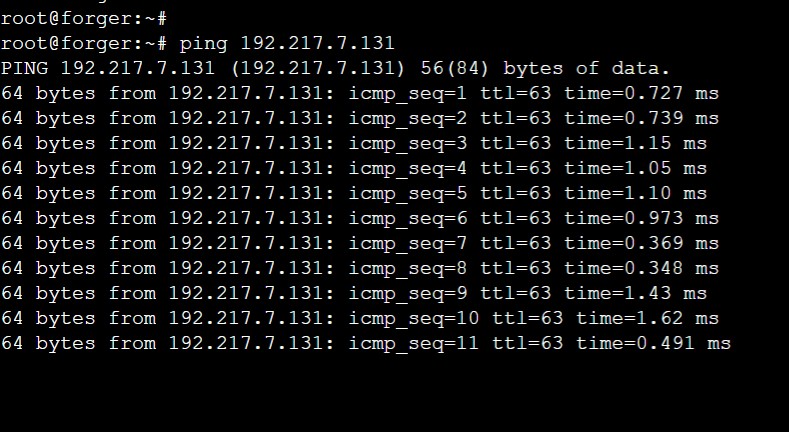 root@forger:~#
root@forger:~# ping 192.217.7.131
PING 192.217.7.131 (192.217.7.131) 56(84) bytes of data.
64 bytes from 192.217.7.131: icmp_seq=1 ttl=63 time=0.727 ms
64 bytes from 192.217.7.131: icmp_seq=2 ttl=63 time=0.739 ms
64 bytes from 192.217.7.131: icmp_seq=3 ttl=63 time=1.15 ms
64 bytes from 192.217.7.131: icmp_seq=4 ttl=63 time=1.05 ms
64 bytes from 192.217.7.131: icmp_seq=5 ttl=63 time=1.10 ms
64 bytes from 192.217.7.131: icmp_seq=6 ttl=63 time=0.973 ms
64 bytes from 192.217.7.131: icmp_seq=7 ttl=63 time=0.369 ms
64 bytes from 192.217.7.131: icmp_seq=8 ttl=63 time=0.348 ms
64 bytes from 192.217.7.131: icmp_seq=9 ttl=63 time=1.43 ms
64 bytes from 192.217.7.131: icmp_seq=10 ttl=63 time=1.62 ms
64 bytes from 192.217.7.131: icmp_seq=11 ttl=63 time=0.491 ms